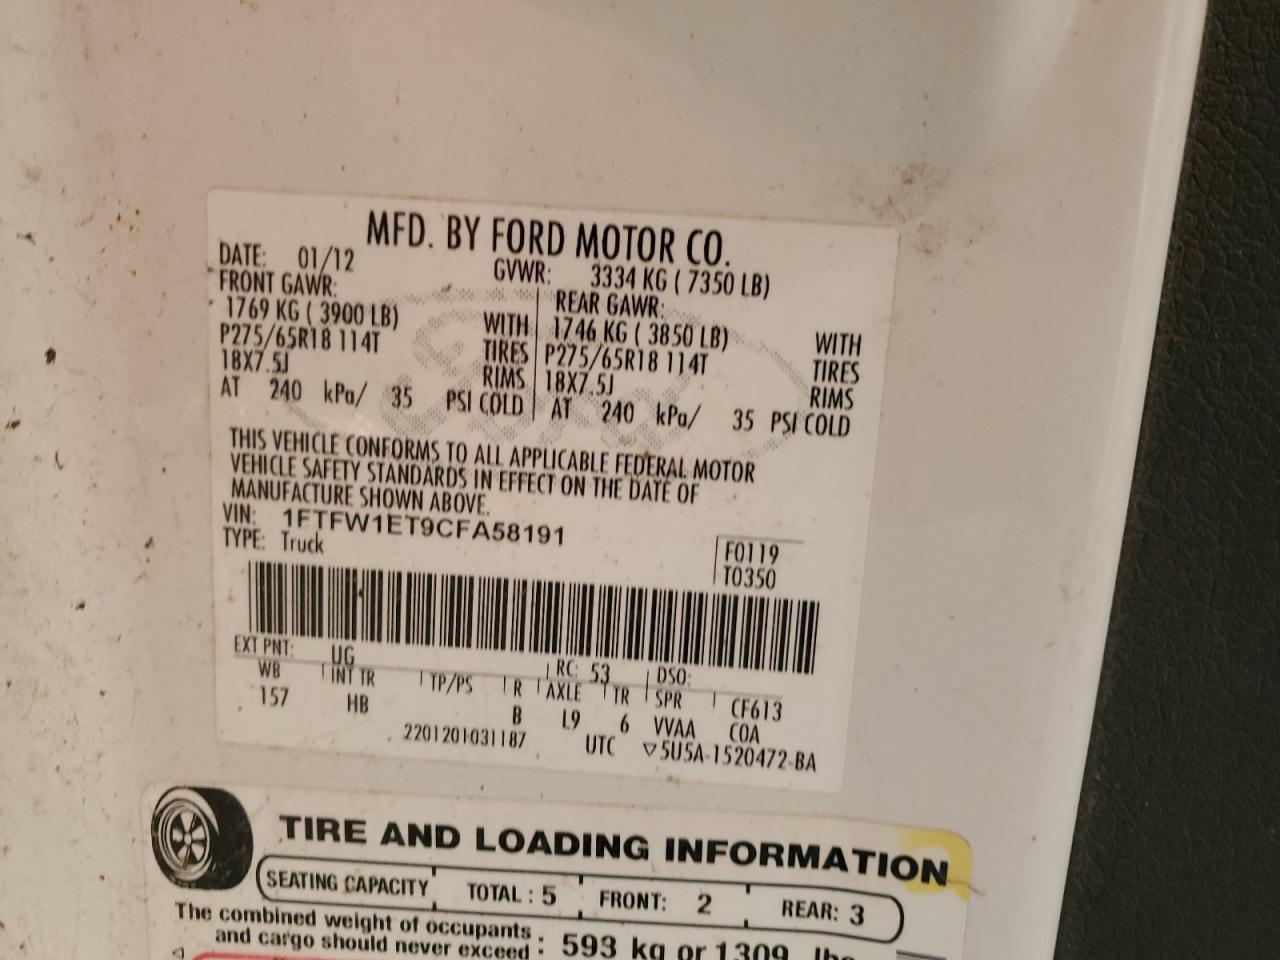 MFD. BY FORD MOTOR CO.
DATE: 01/12 GVWR: 3334 KG ( 7350 LB)
FRONT GAWR: REAR GAWR:
1769 KG ( 3900 LB) WITH 1746 KG ( 3850 LB) WITH
P275/65R18 114T TIRES P275/65R18 114T TIRES
18X7.5J RIMS 18X7.5J RIMS
AT 240 kPa/ 35 PSI COLD AT 240 kPa/ 35 PSI COLD
THIS VEHICLE CONFORMS TO ALL APPLICABLE FEDERAL MOTOR
VEHICLE SAFETY STANDARDS IN EFFECT ON THE DATE OF
MANUFACTURE SHOWN ABOVE.
VIN: 1FTFW1ET9CFA58191
TYPE: Truck
F0119
T0350
EXT PNT: UG RC: 53 DSO:
WB INT TR TP/PS R AXLE TR SPR CF613
157 HB B L9 6 VVAA COA
2201201031187 UTC ▽5U5A-1520472-BA
TIRE AND LOADING INFORMATION
SEATING CAPACITY TOTAL : 5 FRONT: 2 REAR: 3
The combined weight of occupants
and cargo should never exceed : 593 kg or 1309 lbs